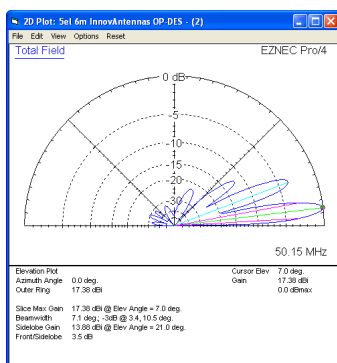 2D Plot: 5el 6m InnovAntennas OP-DES - (2)
File Edit View Options Reset
Total Field
EZNEC Pro/4
0 dB
-5
-10
-15
-20
-30
50.15 MHz
Elevation Plot
Cursor Elev 7.0 deg.
Azimuth Angle 0.0 deg.
Gain 17.38 dBi
Outer Ring 17.38 dBi
0.0 dBmax
Slice Max Gain 17.38 dBi @ Elev Angle = 7.0 deg.
Beamwidth 7.1 deg.; -3dB @ 3.4, 10.5 deg.
Sidelobe Gain 13.86 dBi @ Elev Angle = 21.0 deg.
Front/Sidelobe 3.5 dB